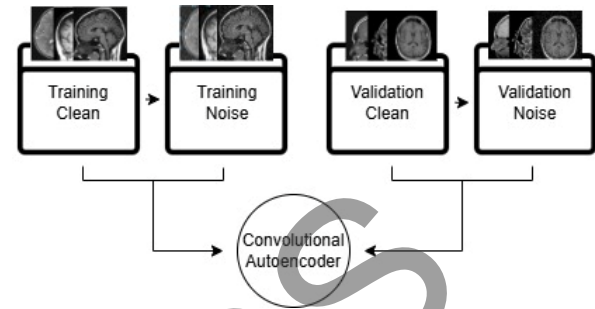 Training
Clean
Training
Noise
Validation
Clean
Validation
Noise
Convolutional
Autoencoder